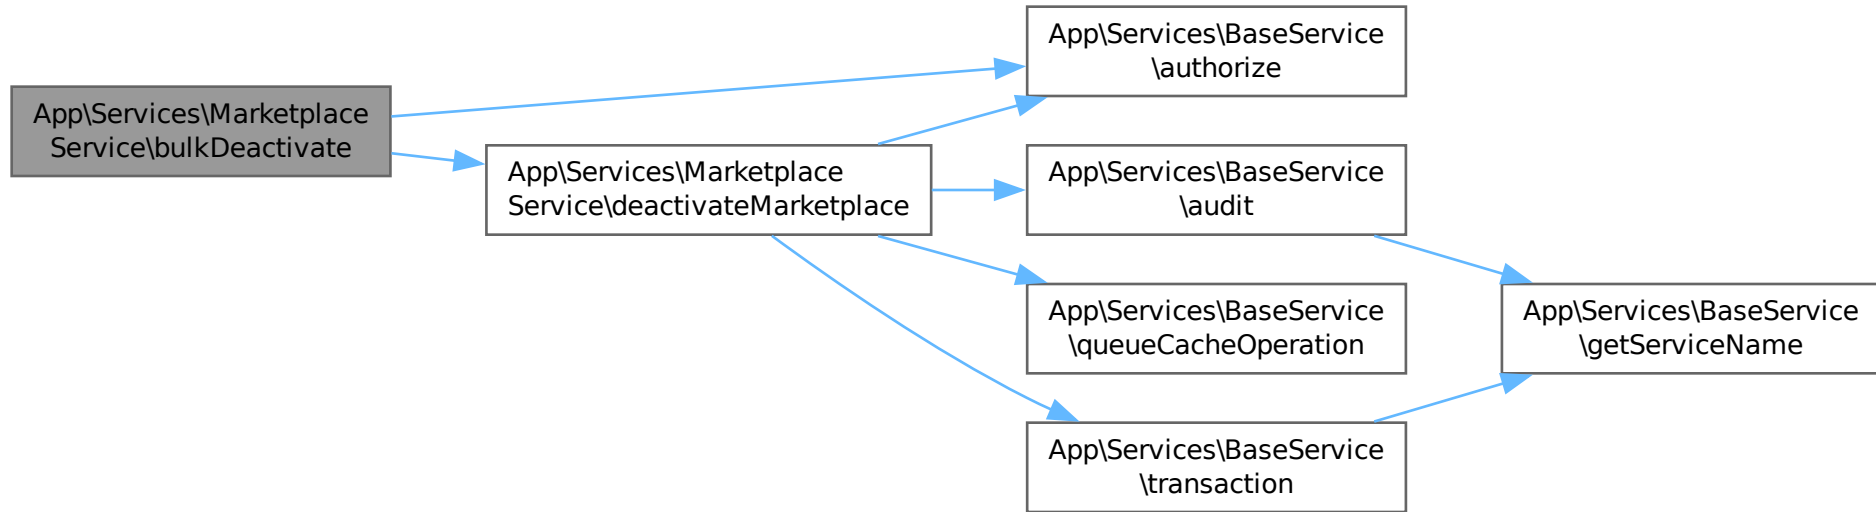 App\Services\Marketplace
Service\bulkDeactivate
App\Services\Marketplace
Service\deactivateMarketplace
App\Services\BaseService
\authorize
App\Services\BaseService
\audit
App\Services\BaseService
\queueCacheOperation
App\Services\BaseService
\transaction
App\Services\BaseService
\getServiceName